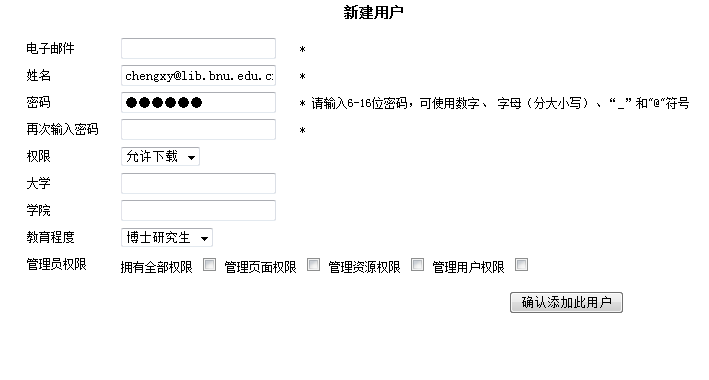 新建用户
电子邮件 *
姓名 chengxy@lib.bnu.edu.c *
密码 ●●●●●● * 请输入6-16位密码，可使用数字、 字母（分大小写）、“_”和"@"符号
再次输入密码 *
权限 允许下载
大学
学院
教育程度 博士研究生
管理员权限 拥有全部权限 管理页面权限 管理资源权限 管理用户权限
确认添加此用户